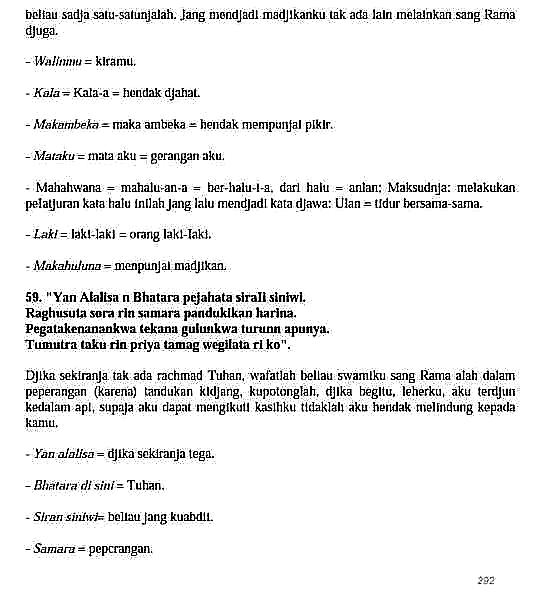 beliau sadja satu-satunjalah. Jang mendjadi madjikanku tak ada lain melainkan sang Rama
djuga.
- Walinmu = kiramu.
- Kala = Kala-a = hendak djahat.
- Makambeka = maka ambeka = hendak mempunjai pikir.
- Mataku = mata aku = gerangan aku.
- Mahahwana = mahalu-an-a = ber-halu-i-a, dari halu = anlan; Maksudnja: melakukan
pelatjuran kata halu inilah jang lalu mendjadi kata djawa: Ulan = tidur bersama-sama.
- Laki = laki-laki = orang laki-laki.
- Makahuluna = menpunjai madjikan.
59. "Yan Alalisa n Bhatara pejahata sirali siniwi.
Raghusuta sora rin samara pandukikan harina.
Pegatakenanankwa tekana gulunkwa turunn apunya.
Tumutra taku rin priya tamag wegilata ri ko".
Djika sekiranja tak ada rachmad Tuhan, wafatlah beliau swamiku sang Rama alah dalam
peperangan (karena) tandukan kidjang, kupotonglah, djika begitu, leherku, aku terdjun
kedalam api, supaja aku dapat mengikuti kasihku tidaklah aku hendak melindung kepada
kamu.
- Yan alalisa = djika sekiranja tega.
- Bhatara di sini = Tuhan.
- Siran siniwi= beliau jang kuabdit.
- Samara = pepcrangan.
292